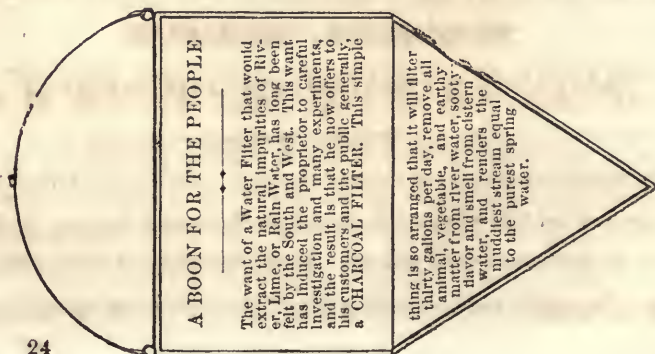 24
A BOON FOR THE PEOPLE
The want of a Water Filter that would
extract the natural impurities of Riv-
er, Lime, or Rain Water, has long been
felt by the South and West. This want
has induced the proprietor to careful
investigation and many experiments,
and the result is that he now offers to
his customers and the public generally,
a CHARCOAL FILTER. This simple
thing is so arranged that it will filter
thirty gallons per day, remove all
animal, vegetable, and earthy
matter from river water, sooty
flavor and smell from cistern
water, and renders the
muddiest stream equal
to the purest spring
water.